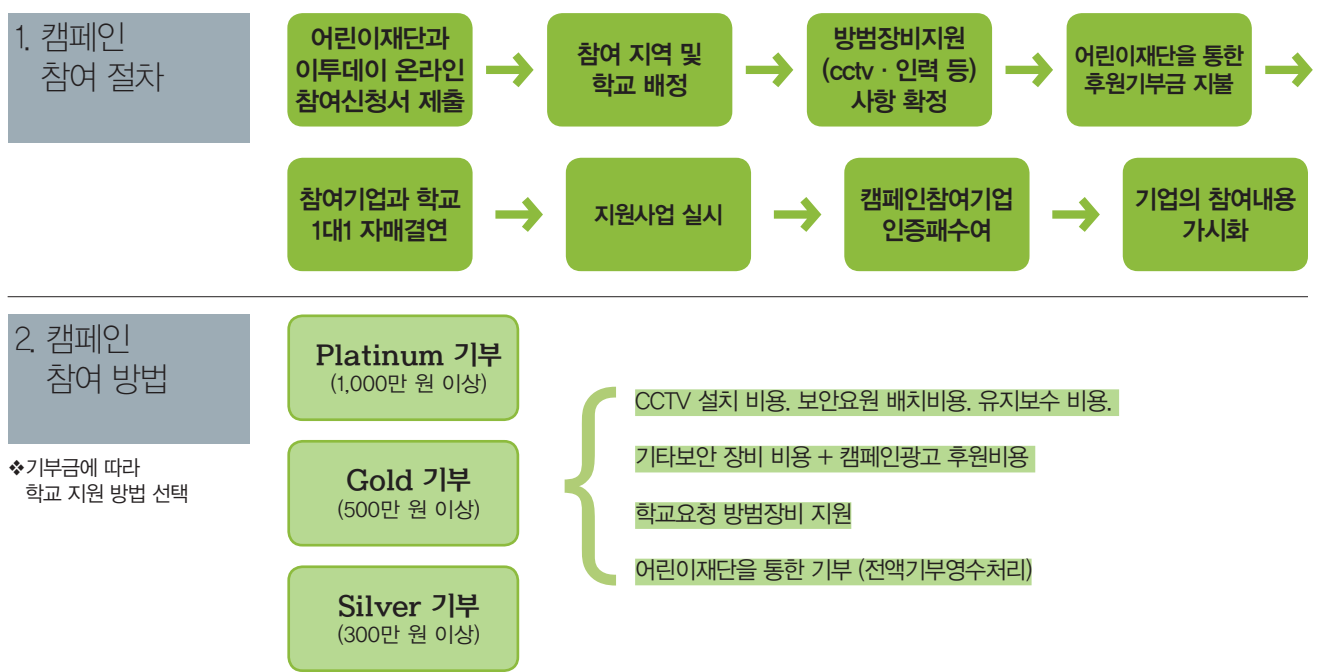 1. 캠페인
참여 절차
어린이재단과
이투데이 온라인
참여신청서 제출
참여 지역 및
학교 배정
방범장비지원
(cctv · 인력 등)
사항 확정
어린이재단을 통한
후원기부금 지불
참여기업과 학교
1대1 자매결연
지원사업 실시
캠페인참여기업
인증패수여
기업의 참여내용
가시화
2. 캠페인
참여 방법
❖기부금에 따라
학교 지원 방법 선택
Platinum 기부
(1,000만 원 이상)
Gold 기부
(500만 원 이상)
Silver 기부
(300만 원 이상)
CCTV 설치 비용. 보안요원 배치비용. 유지보수 비용.
기타보안 장비 비용 + 캠페인광고 후원비용
학교요청 방범장비 지원
어린이재단을 통한 기부 (전액기부영수처리)